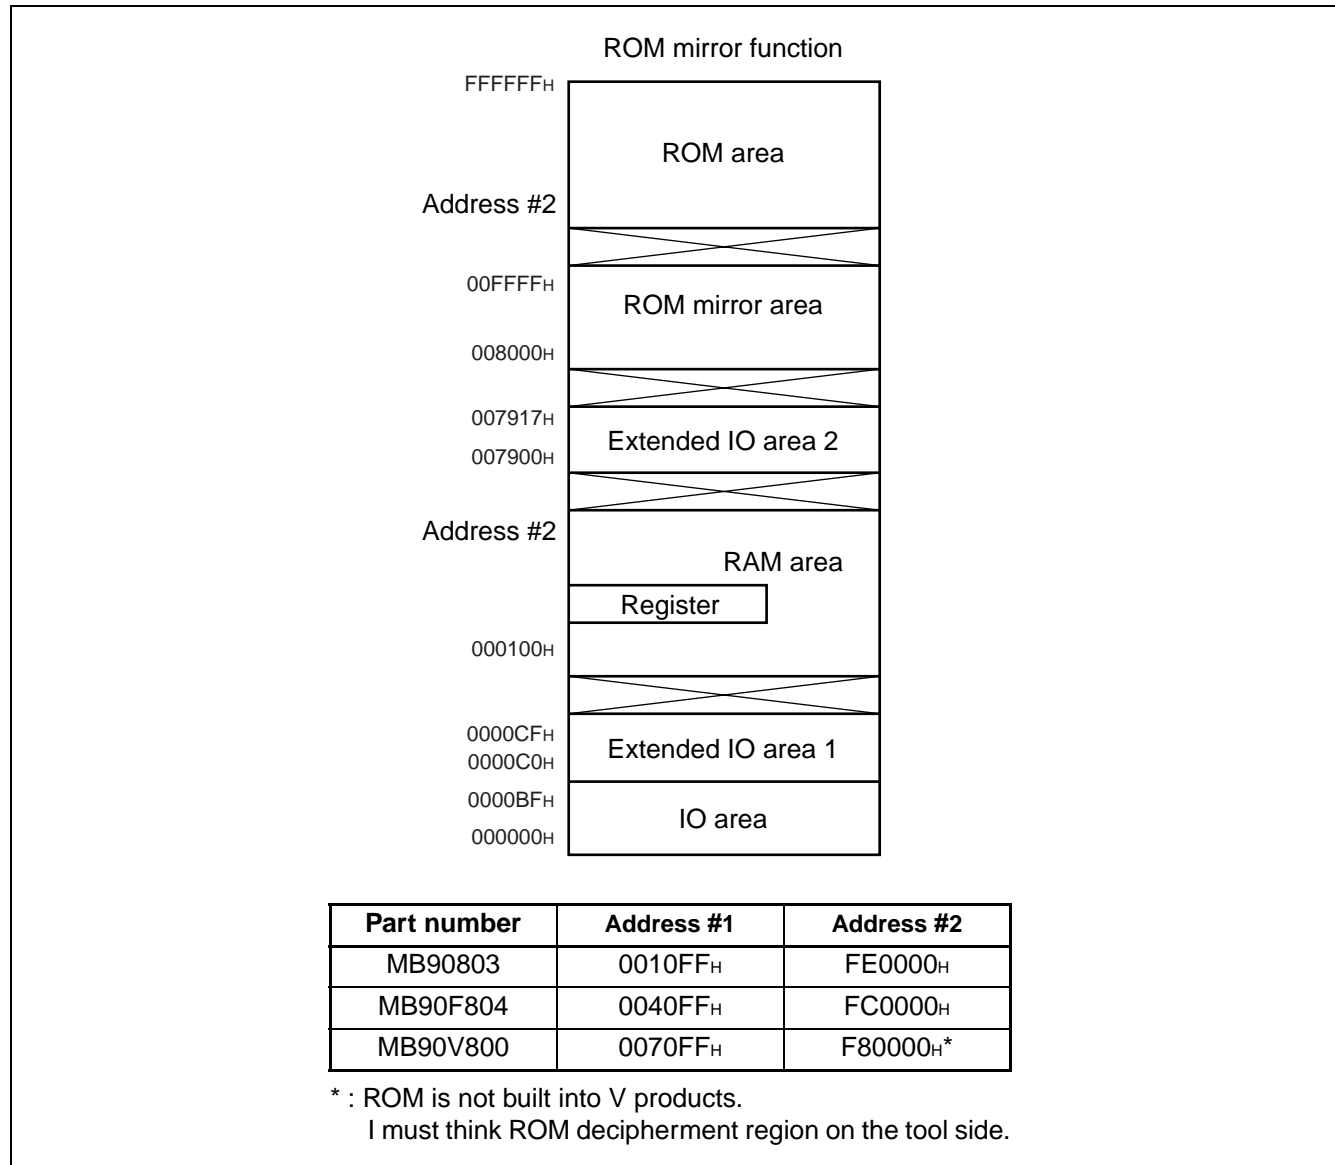 ROM mirror function
FFFFFFH
ROM area
Address #2
00FFFFH
ROM mirror area
008000H
007917H
Extended IO area 2
007900H
Address #2
RAM area
Register
000100H
0000CFH
Extended IO area 1
0000C0H
0000BFH
IO area
000000H
Part number Address #1 Address #2
MB90803 0010FFH FE0000H
MB90F804 0040FFH FC0000H
MB90V800 0070FFH F80000H*
* : ROM is not built into V products.
I must think ROM decipherment region on the tool side.